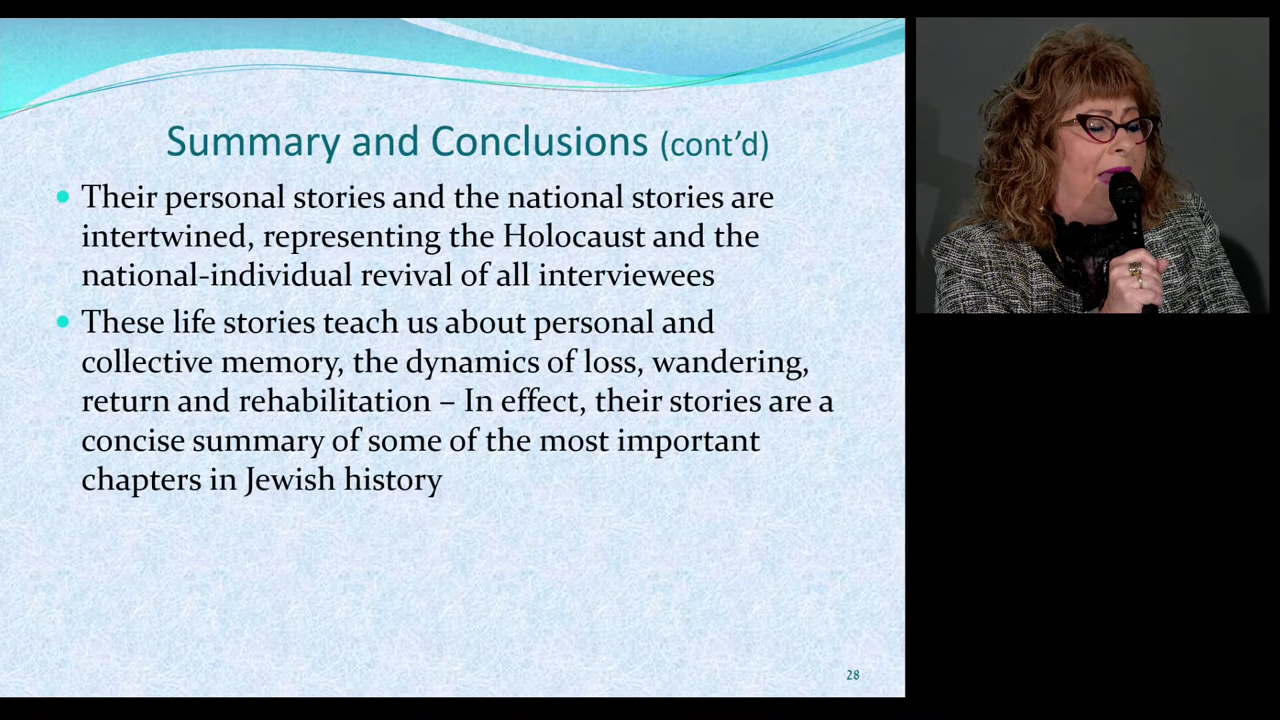 Summary and Conclusions (cont’d)
• Their personal stories and the national stories are
intertwined, representing the Holocaust and the
national-individual revival of all interviewees
• These life stories teach us about personal and
collective memory, the dynamics of loss, wandering,
return and rehabilitation – In effect, their stories are a
concise summary of some of the most important
chapters in Jewish history
28